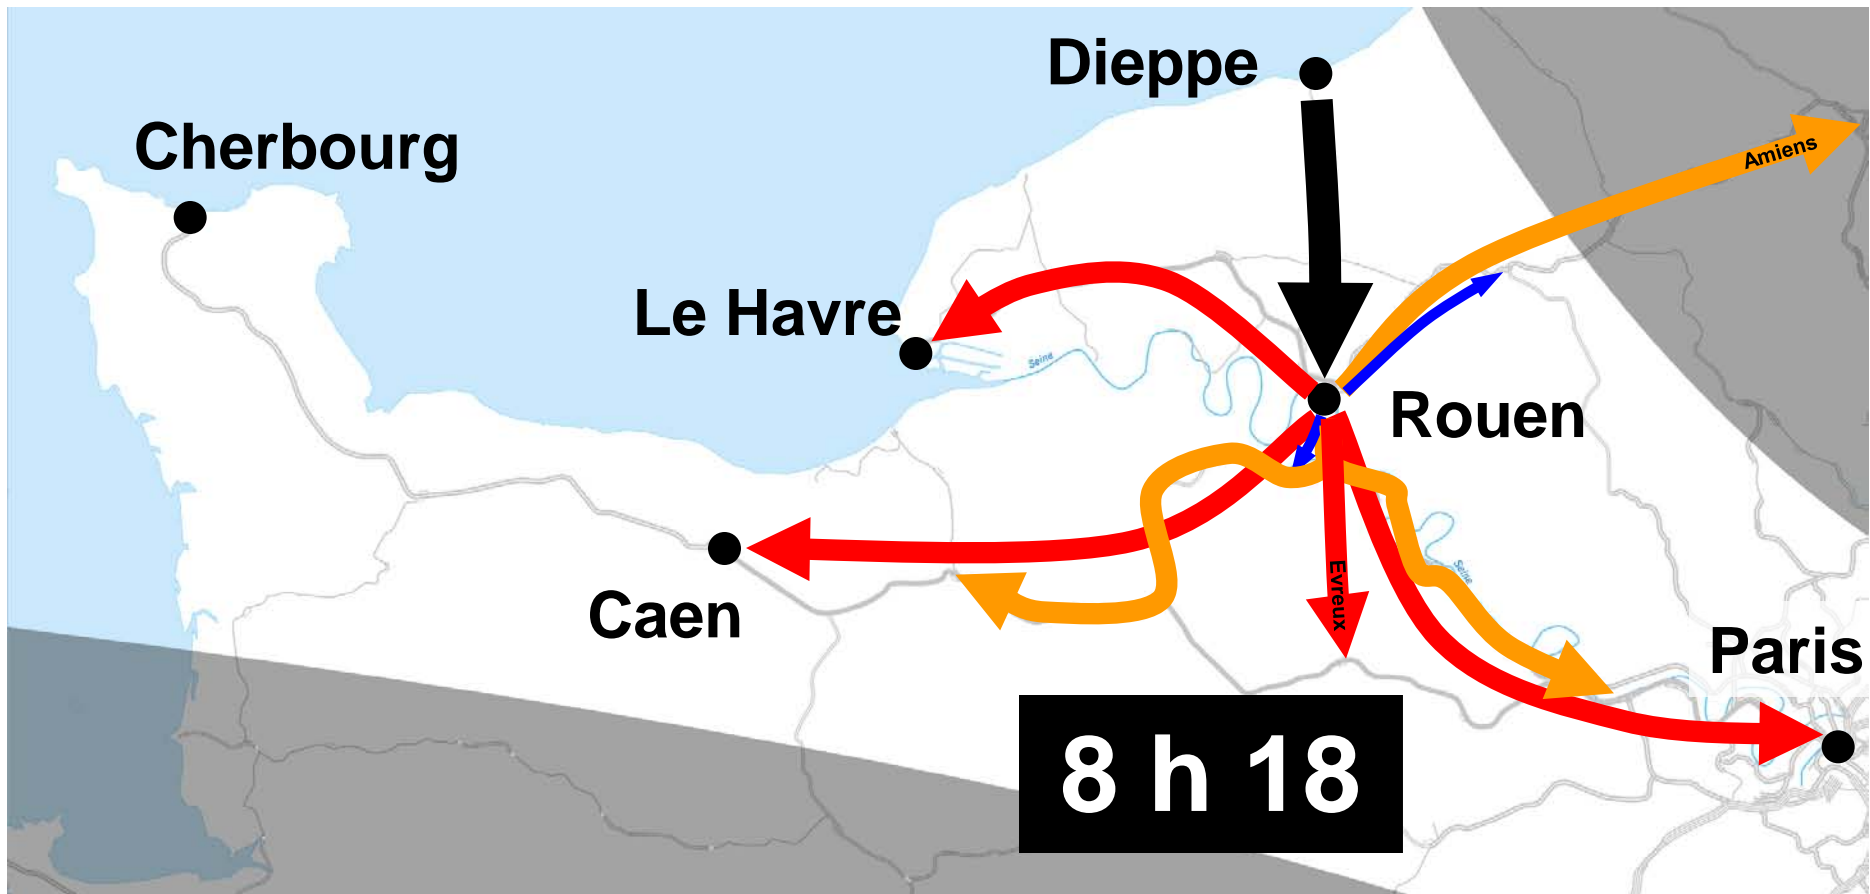 Dieppe
Cherbourg
Amiens
Le Havre
Seine
Rouen
Evreux
Seine
Caen
Paris
8 h 18